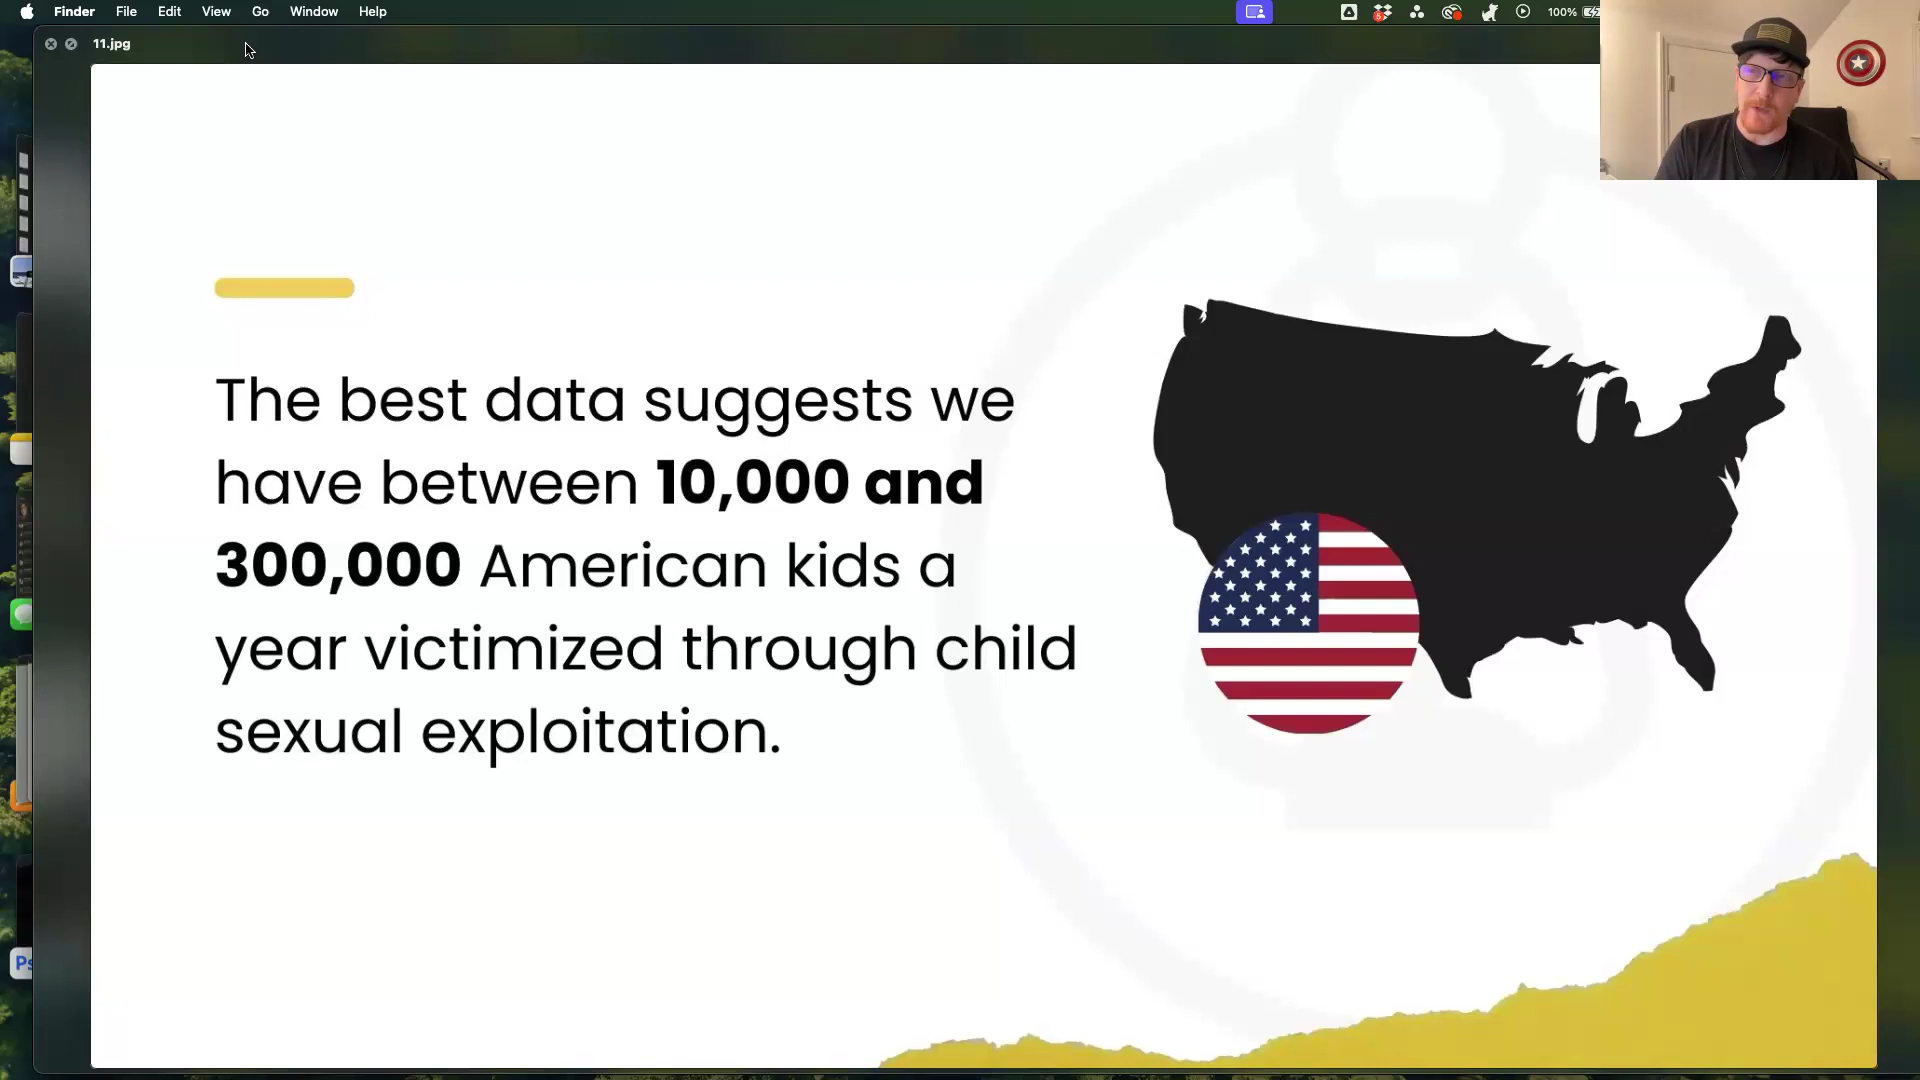 Finder File Edit View Go Window Help
100%
11.jpg
The best data suggests we
have between 10,000 and
300,000 American kids a
year victimized through child
sexual exploitation.
Ps